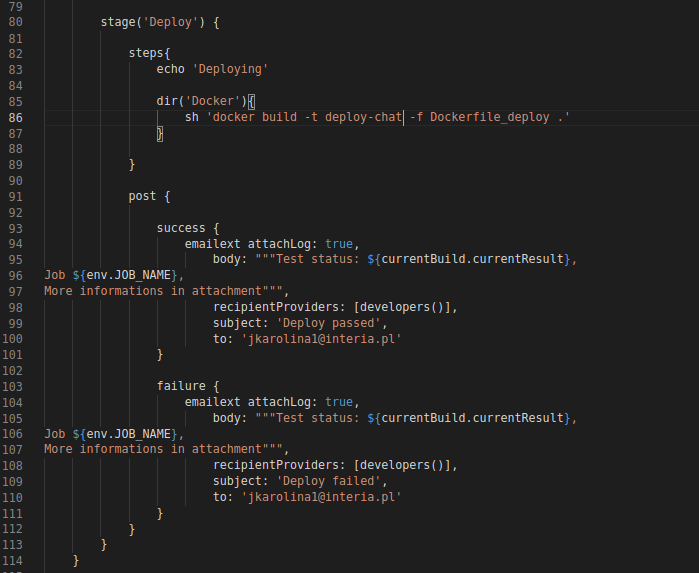 79
80 stage('Deploy') {
81
82 steps{
83 echo 'Deploying'
84
85 dir('Docker'){
86 sh 'docker build -t deploy-chat -f Dockerfile_deploy .'
87 }
88
89 }
90
91 post {
92
93 success {
94 emailext attachLog: true,
95 body: """Test status: ${currentBuild.currentResult},
96 Job ${env.JOB_NAME},
97 More informations in attachment""",
98 recipientProviders: [developers()],
99 subject: 'Deploy passed',
100 to: 'jkarolina1@interia.pl'
101 }
102
103 failure {
104 emailext attachLog: true,
105 body: """Test status: ${currentBuild.currentResult},
106 Job ${env.JOB_NAME},
107 More informations in attachment""",
108 recipientProviders: [developers()],
109 subject: 'Deploy failed',
110 to: 'jkarolina1@interia.pl'
111 }
112 }
113 }
114 }